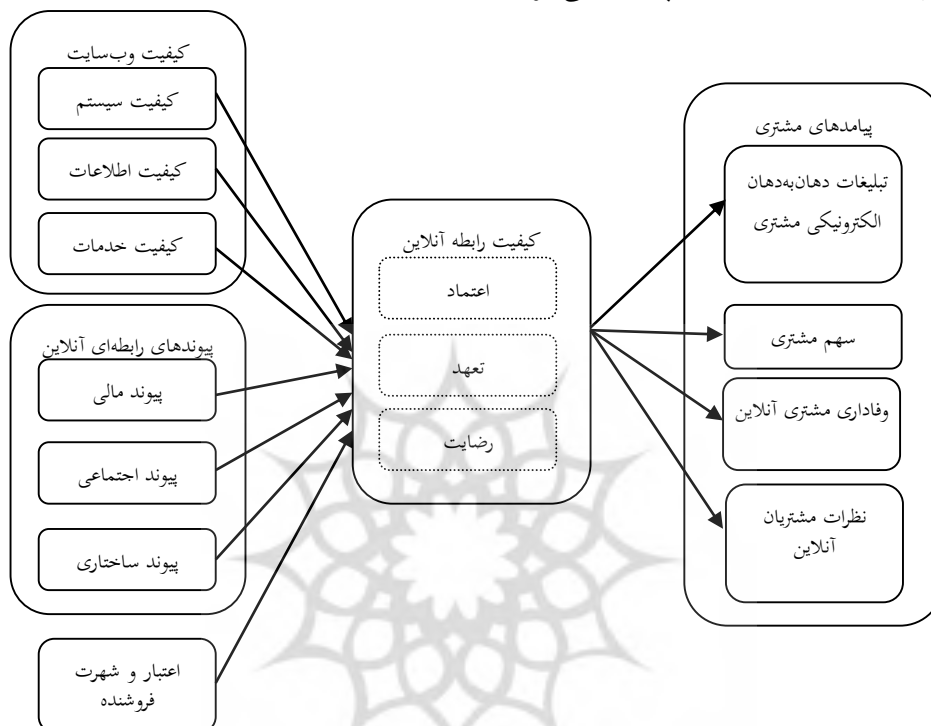 کیفیت وب‌سایت
کیفیت سیستم
کیفیت اطلاعات
کیفیت خدمات
پیوندهای رابطه‌ای آنلاین
پیوند مالی
پیوند اجتماعی
پیوند ساختاری
اعتبار و شهرت
فروشنده
کیفیت رابطه آنلاین
اعتماد
تعهد
رضایت
پیامدهای مشتری
تبلیغات دهان‌به‌دهان
الکترونیکی مشتری
سهم مشتری
وفاداری مشتری آنلاین
نظرات مشتریان
آنلاین